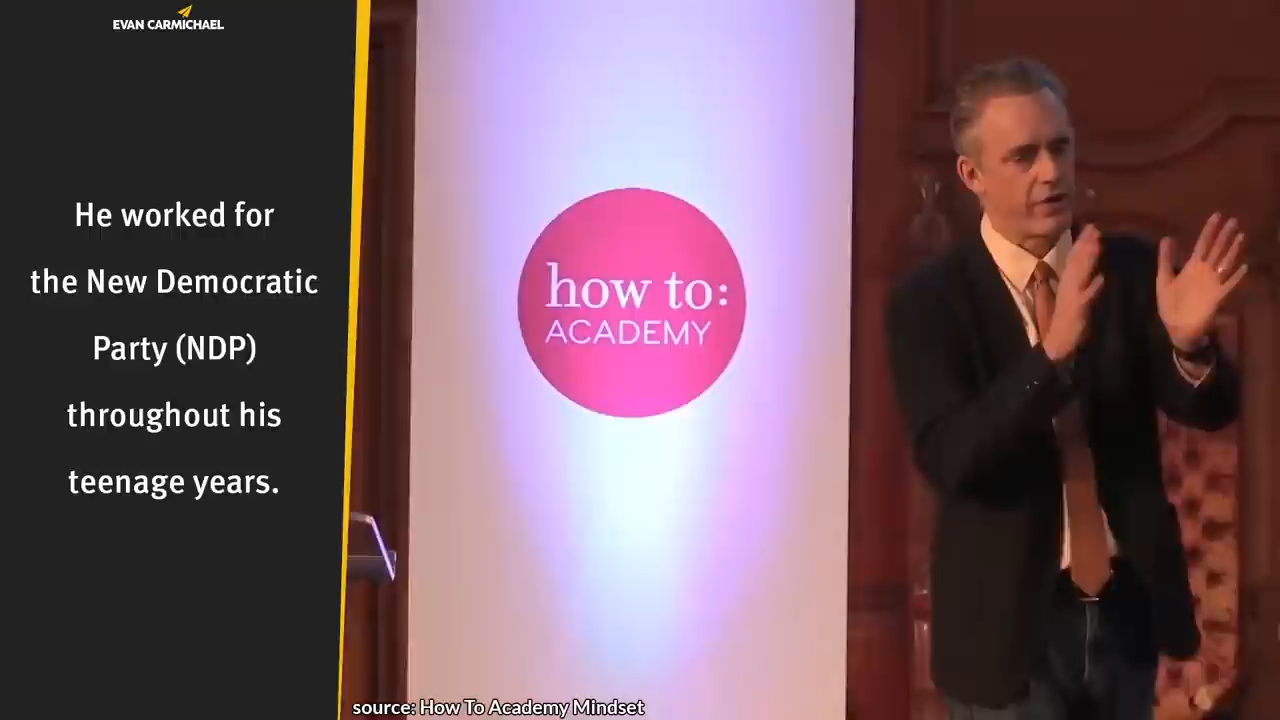 EVAN CARMICHAEL
He worked for
the New Democratic
Party (NDP)
throughout his
teenage years.
how to:
ACADEMY
source: How To Academy Mindset